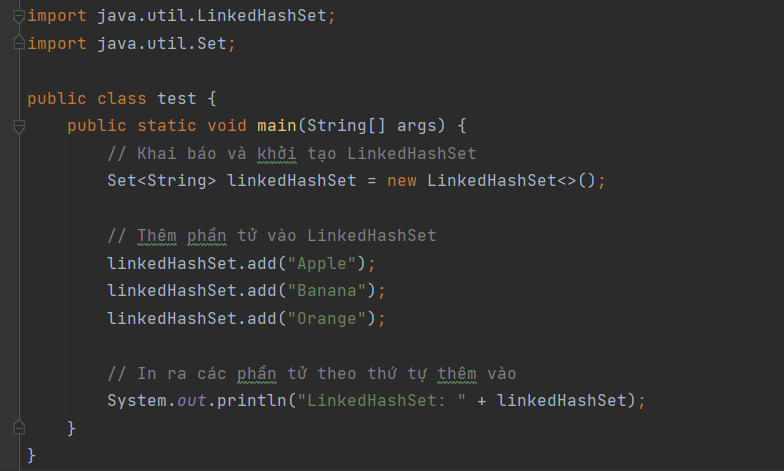 import java.util.LinkedHashSet;
import java.util.Set;
public class test {
public static void main(String[] args) {
// Khai báo và khởi tạo LinkedHashSet
Set<String> linkedHashSet = new LinkedHashSet<>();
// Thêm phần tử vào LinkedHashSet
linkedHashSet.add("Apple");
linkedHashSet.add("Banana");
linkedHashSet.add("Orange");
// In ra các phần tử theo thứ tự thêm vào
System.out.println("LinkedHashSet: " + linkedHashSet);
}
}